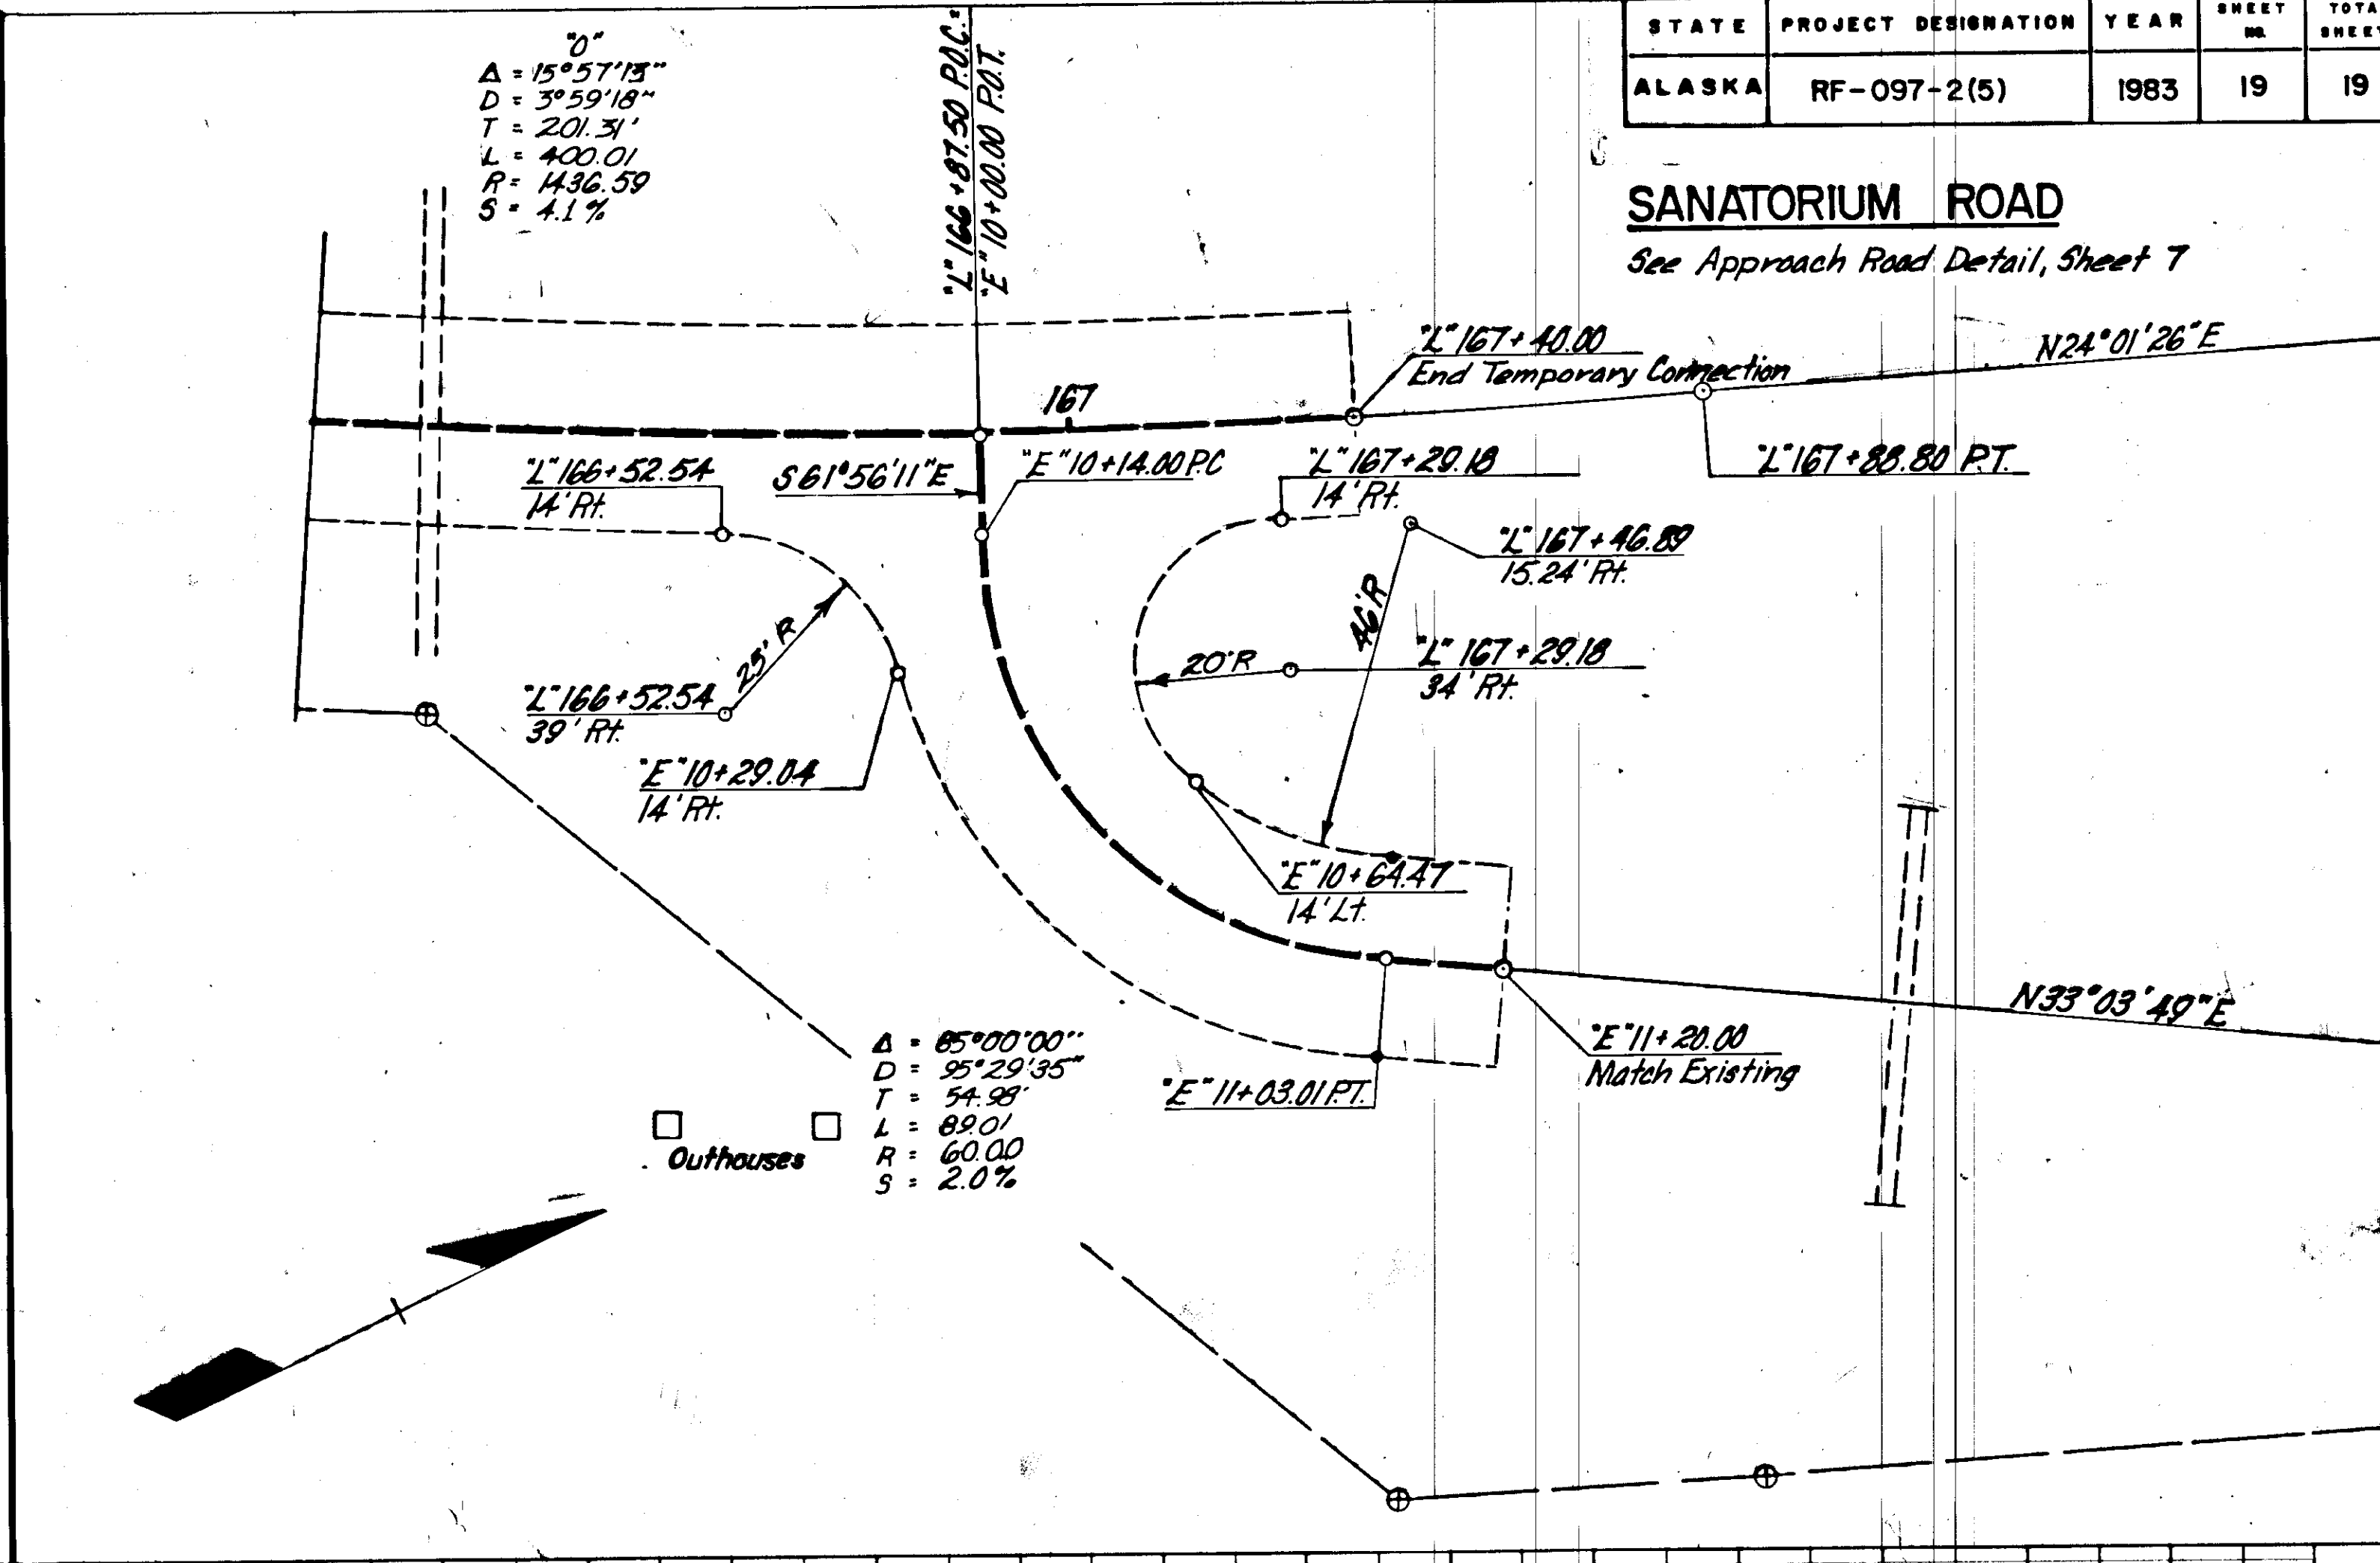 STATE PROJECT DESIGNATION YEAR SHEET NO.
ALASKA RF-097-2(5) 1983 19 19
SANATORIUM ROAD
See Approach Road Detail, Sheet 7
"O"
Δ = 15°57'13"
D = 3°59'18"
T = 201.31'
L = 400.01
R = 1436.59
S = 4.1%
"L" 166+87.50 P.O.C.=
"E" 10+00.00 P.O.T.
"L" 167+40.00
End Temporary Connection
N24°01'26"E
167
"L" 166+52.54
14' Rt.
S61°56'11"E
"E" 10+14.00 P.C
"L" 167+29.18
14' Rt.
"L" 167+88.80 P.T.
"L" 167+46.89
15.24' Rt.
46'R
25' R
20'R
"L" 167+29.18
34' Rt.
"L" 166+52.54
39' Rt.
"E" 10+29.04
14' Rt.
"E" 10+64.47
14' Lt.
N33°03'49"E
"E" 11+20.00
Match Existing
"E" 11+03.01 P.T.
Δ = 85°00'00"
D = 95°29'35"
T = 54.98'
L = 89.01
R = 60.00
S = 2.0%
Outhouses